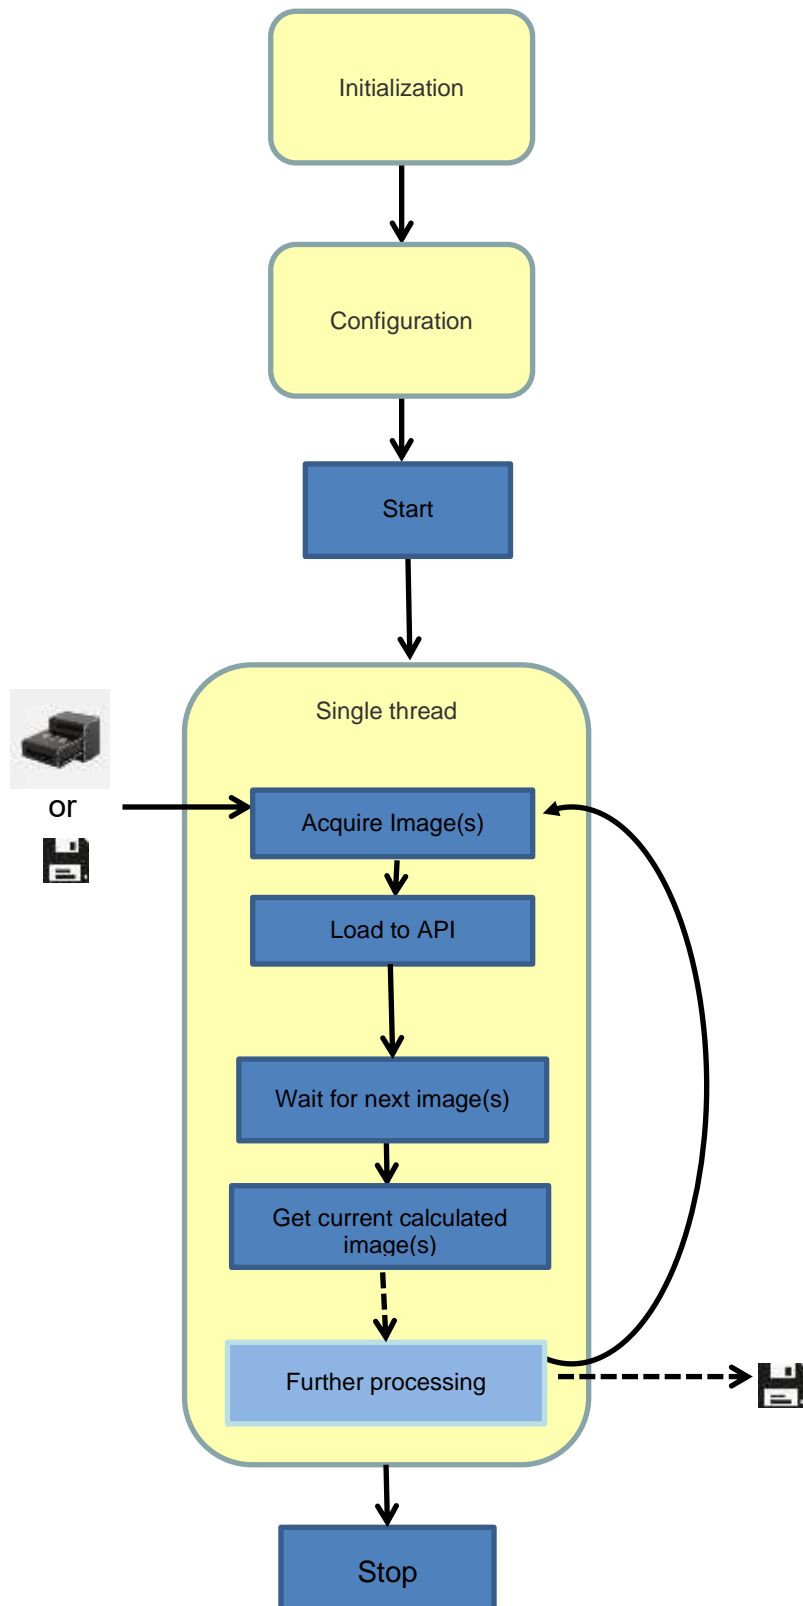 Initialization
Configuration
Start
Single thread
or
Acquire Image(s)
Load to API
Wait for next image(s)
Get current calculated
image(s)
Further processing
Stop